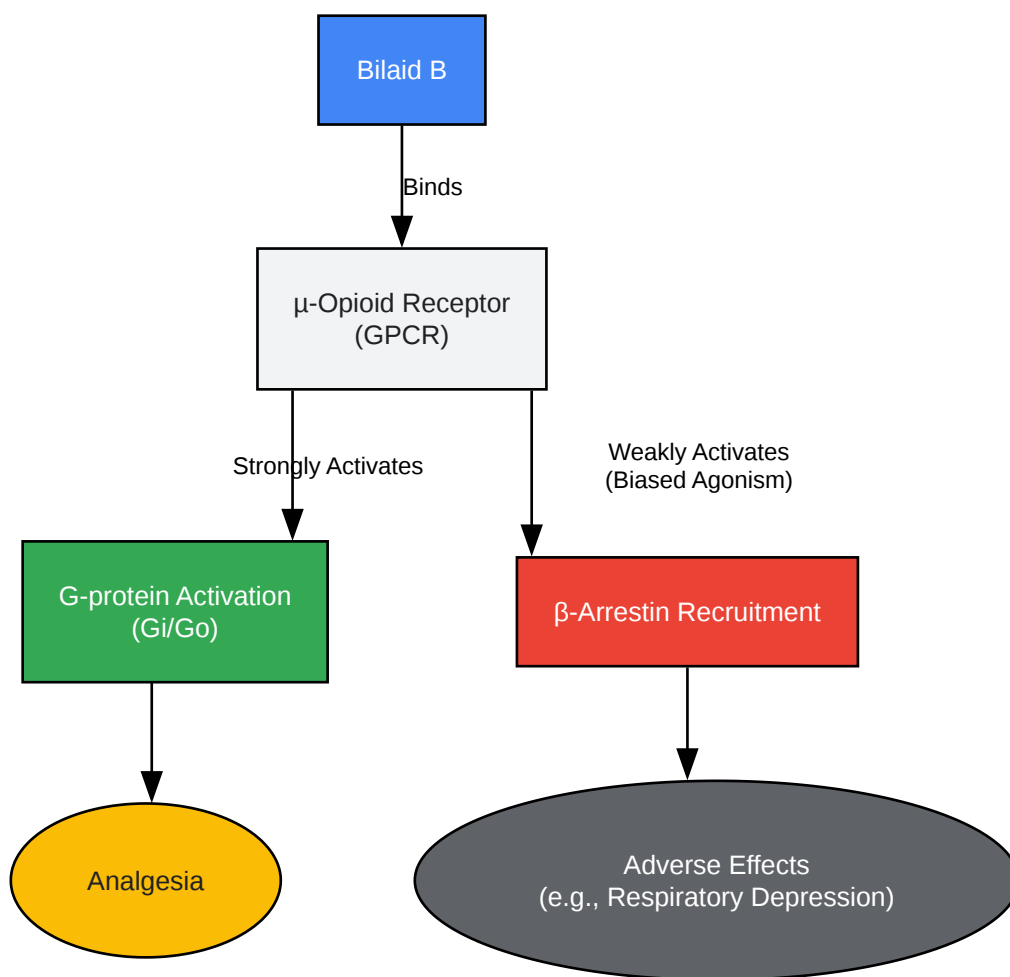 Bilaid B
Binds
µ-Opioid Receptor
(GPCR)
Strongly Activates
Weakly Activates
(Biased Agonism)
G-protein Activation
(Gi/Go)
β-Arrestin Recruitment
Analgesia
Adverse Effects
(e.g., Respiratory Depression)